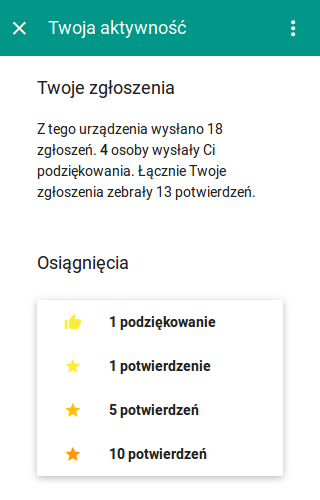 Twoja aktywność
Twoje zgłoszenia
Z tego urządzenia wysłano 18
zgłoszeń. 4 osoby wysłały Ci
podziękowania. Łącznie Twoje
zgłoszenia zebrały 13 potwierdzeń.
Osiągnięcia
1 podziękowanie
1 potwierdzenie
5 potwierdzeń
10 potwierdzeń